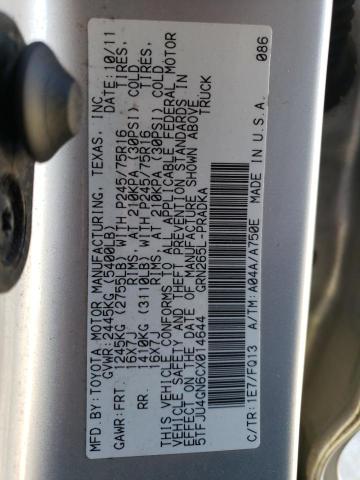 MFD.BY: TOYOTA MOTOR MANUFACTURING, TEXAS, INC. DATE: 10/11
GVWR: 2445KG (5400LB)
GAWR: FRT. 1245KG (2755LB) WITH P245/75R16 TIRES,
16X7J RIMS, AT 210KPA (30PSI) COLD
RR. 1410KG (3110LB) WITH P245/75R16 TIRES,
16X7J RIMS, AT 210KPA (30PSI) COLD
THIS VEHICLE CONFORMS TO ALL APPLICABLE FEDERAL MOTOR
VEHICLE SAFETY AND THEFT PREVENTION STANDARDS IN
EFFECT ON THE DATE OF MANUFACTURE SHOWN ABOVE.
5TFJU4GN6CX014644 GRN265L-PRADKA TRUCK
086
C/TR: 1E7/FQ13 A/TM: A04A/A750E MADE IN U.S.A.